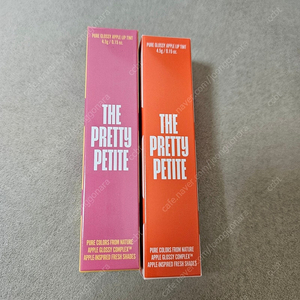 PURE GLOSSY APPLE LIP TINT
4.5g / 0.15 oz.
THE
PRETTY
PETITE
PURE COLORS FROM NATURE
APPLE GLOSSY COMPLEX™
APPLE INSPIRED FRESH SHADES
PURE GLOSSY APPLE LIP TINT
4.5g / 0.15 oz.
THE
PRETTY
PETITE
PURE COLORS FROM NATURE
APPLE GLOSSY COMPLEX™
APPLE INSPIRED FRESH SHADES